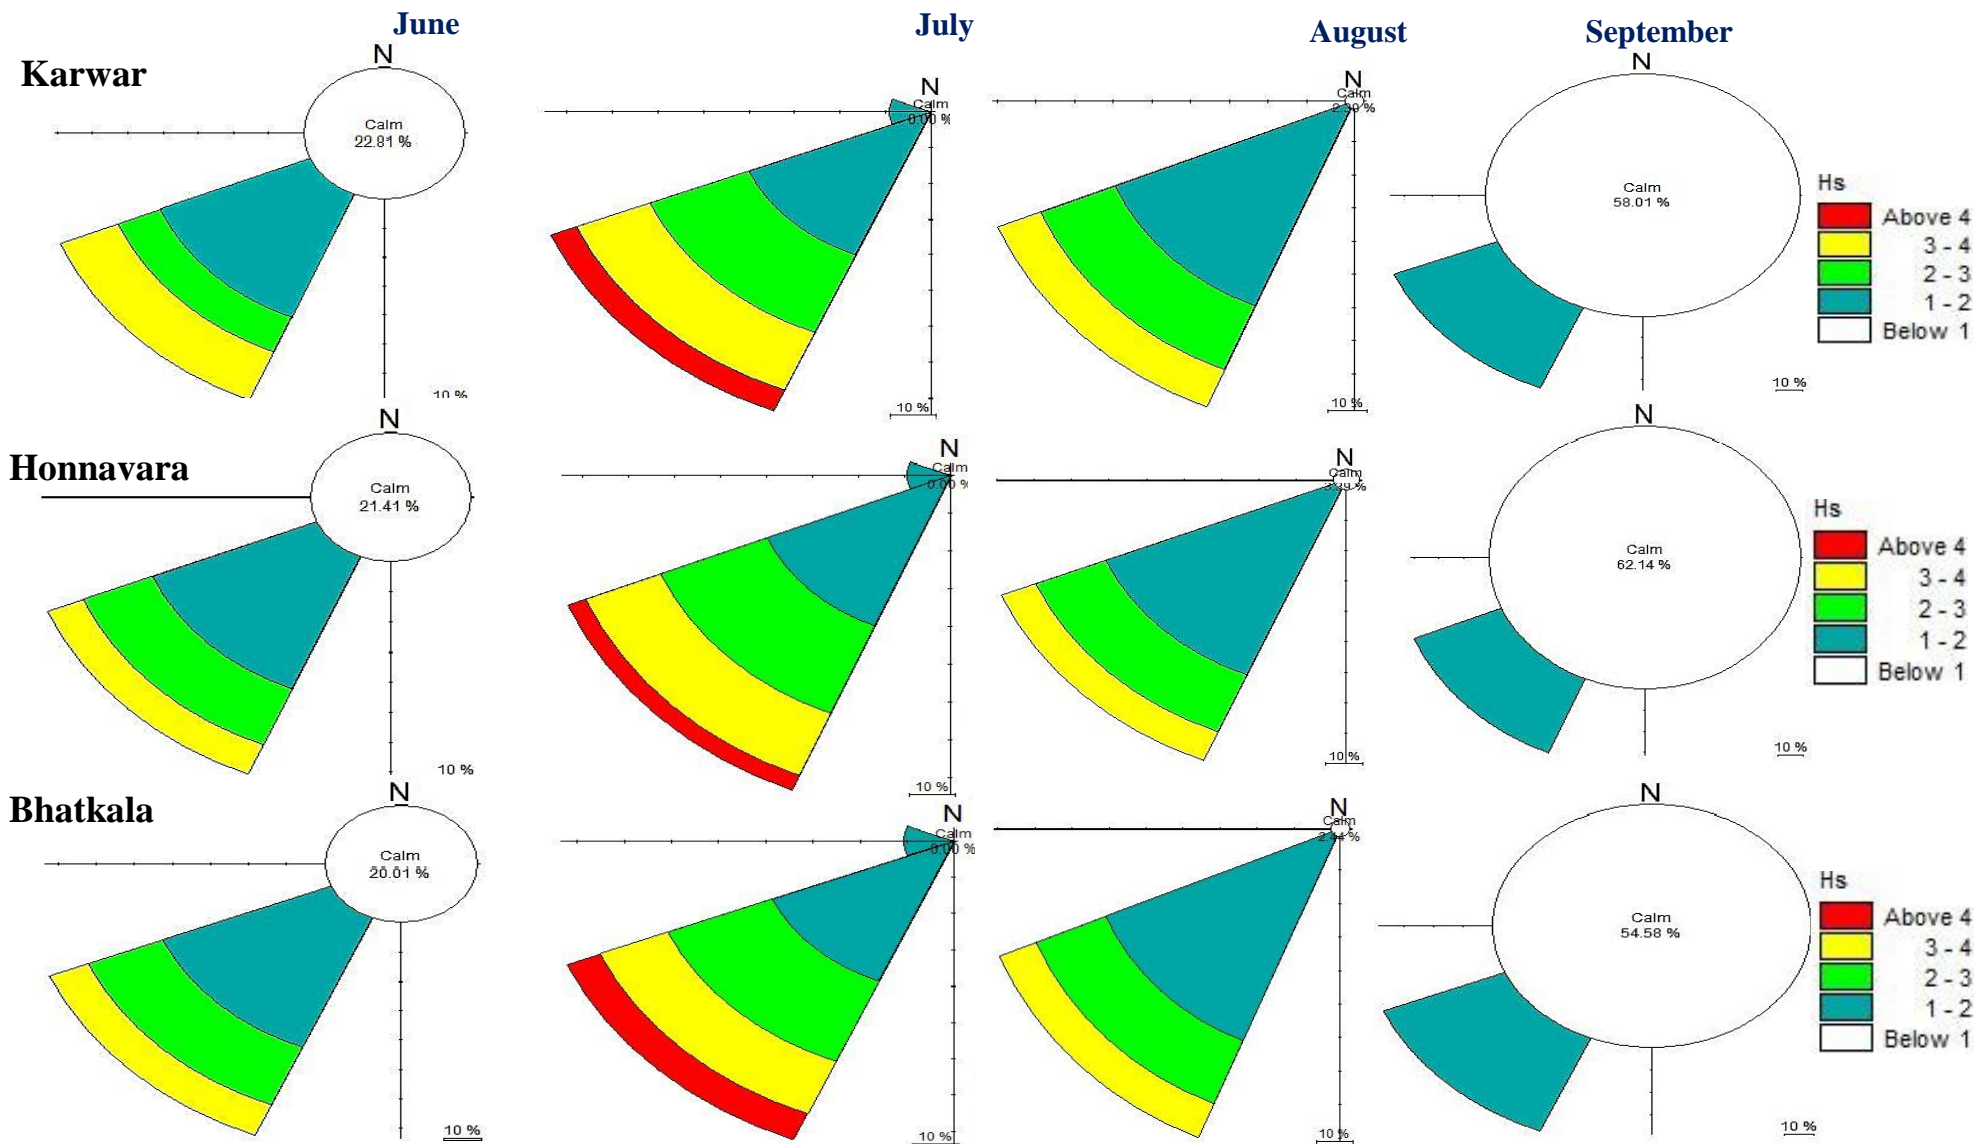 June July August September
Karwar
N
Calm
22.81 %
10 %
N
Calm
0.00 %
10 %
N
Calm
10 %
N
Calm
58.01 %
10 %
Hs
Above 4
3 - 4
2 - 3
1 - 2
Below 1
Honnavara
N
Calm
21.41 %
10 %
N
Calm
0.00 %
10 %
N
Calm
3.39 %
10 %
N
Calm
62.14 %
10 %
Hs
Above 4
3 - 4
2 - 3
1 - 2
Below 1
Bhatkala
N
Calm
20.01 %
10 %
N
Calm
0.00 %
10 %
N
Calm
2.44 %
10 %
N
Calm
54.58 %
10 %
Hs
Above 4
3 - 4
2 - 3
1 - 2
Below 1